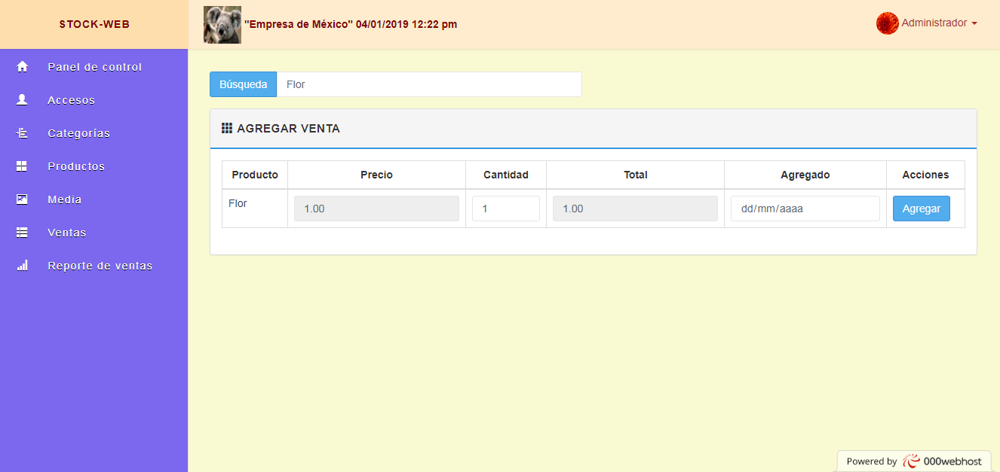 STOCK-WEB
"Empresa de México" 04/01/2019 12:22 pm
Administrador
Panel de control
Accesos
Categorías
Productos
Media
Ventas
Reporte de ventas
Búsqueda Flor
AGREGAR VENTA
Producto Precio Cantidad Total Agregado Acciones
Flor 1.00 1 1.00 dd/mm/aaaa Agregar
Powered by 000webhost